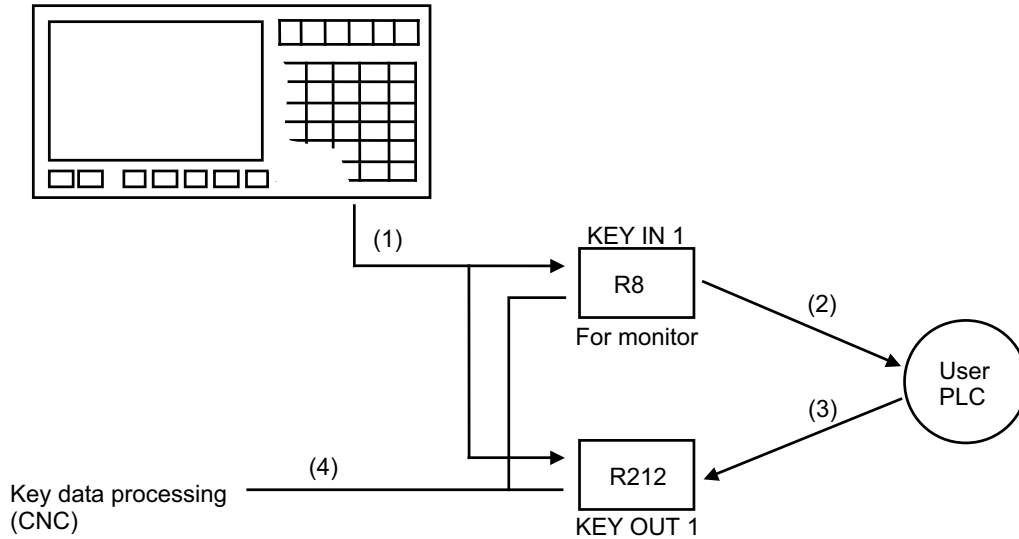 (1)
KEY IN 1
R8
For monitor
(2)
User
PLC
(3)
R212
KEY OUT 1
(4)
Key data processing
(CNC)